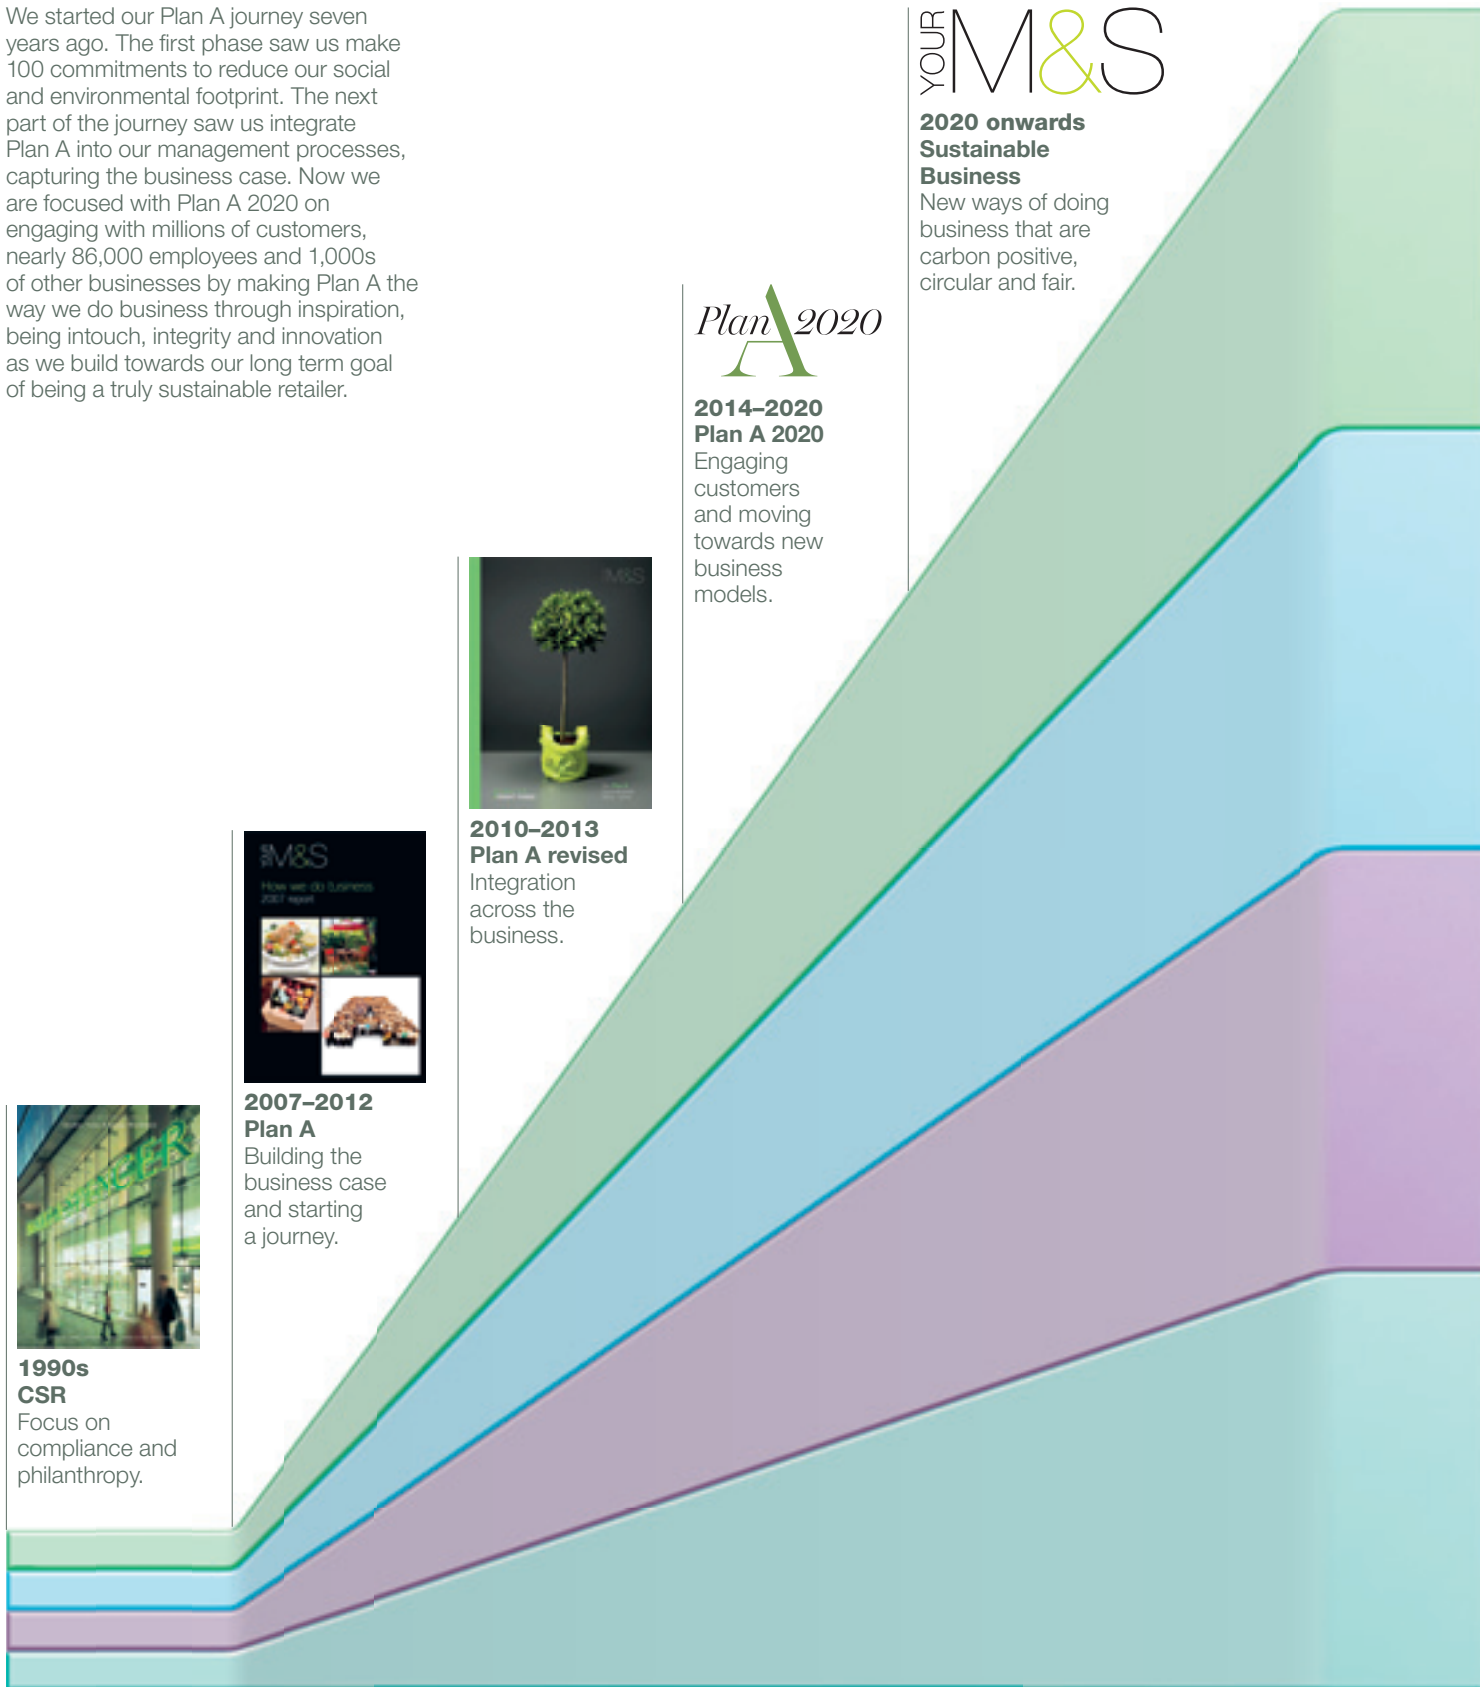 We started our Plan A journey seven
years ago. The first phase saw us make
100 commitments to reduce our social
and environmental footprint. The next
part of the journey saw us integrate
Plan A into our management processes,
capturing the business case. Now we
are focused with Plan A 2020 on
engaging with millions of customers,
nearly 86,000 employees and 1,000s
of other businesses by making Plan A the
way we do business through inspiration,
being intouch, integrity and innovation
as we build towards our long term goal
of being a truly sustainable retailer.
YOUR M&S
2020 onwards
Sustainable
Business
New ways of doing
business that are
carbon positive,
circular and fair.
Plan A 2020
2014–2020
Plan A 2020
Engaging
customers
and moving
towards new
business
models.
M&S
2010–2013
Plan A revised
Integration
across the
business.
YOUR M&S
How we do business
2007 report
2007–2012
Plan A
Building the
business case
and starting
a journey.
1990s
CSR
Focus on
compliance and
philanthropy.